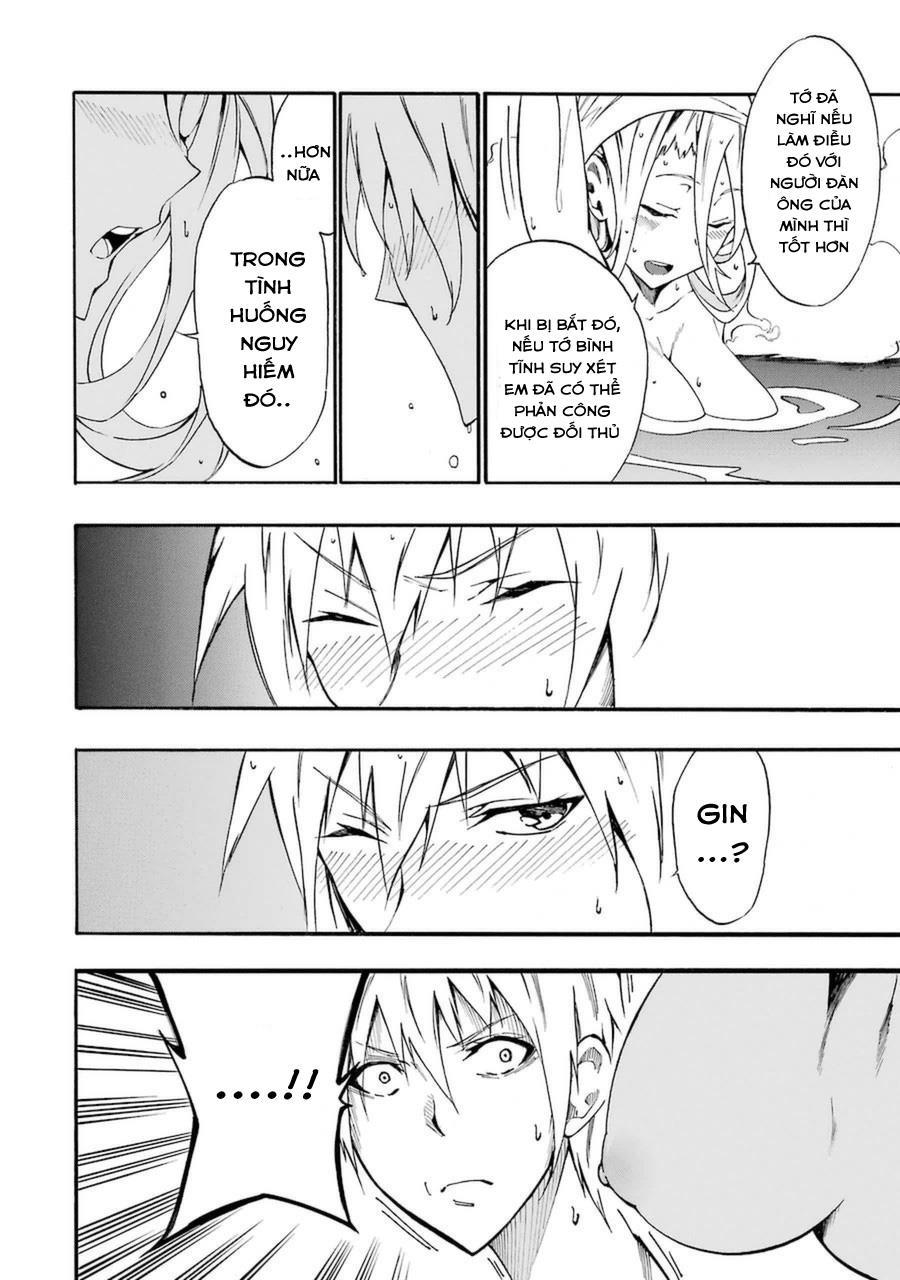 TỚ ĐÃ
NGHĨ NẾU
LÀM ĐIỀU
ĐÓ VỚI
NGƯỜI ĐÀN
ÔNG CỦA
MÌNH THÌ
TỐT HƠN
KHI BỊ BẮT ĐÓ,
NẾU TỚ BÌNH
TĨNH SUY XÉT
EM ĐÃ CÓ THỂ
PHẢN CÔNG
ĐƯỢC ĐỐI THỦ
..HƠN
NỮA
TRONG
TÌNH
HUỐNG
NGUY
HIẾM
ĐÓ..
GIN
...?
....!!